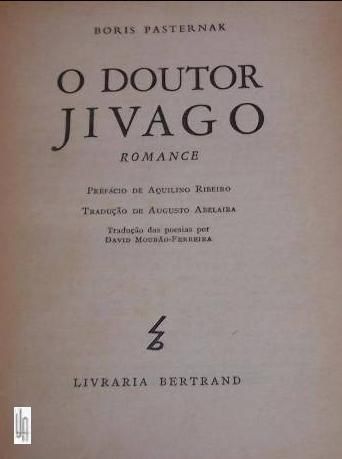 BORIS PASTERNAK
O DOUTOR
JIVAGO
ROMANCE
PREFÁCIO DE AQUILINO RIBEIRO
TRADUÇÃO DE AUGUSTO ABELAIRA
Tradução das poesias por
DAVID MOURÃO-FERREIRA
LIVRARIA BERTRAND